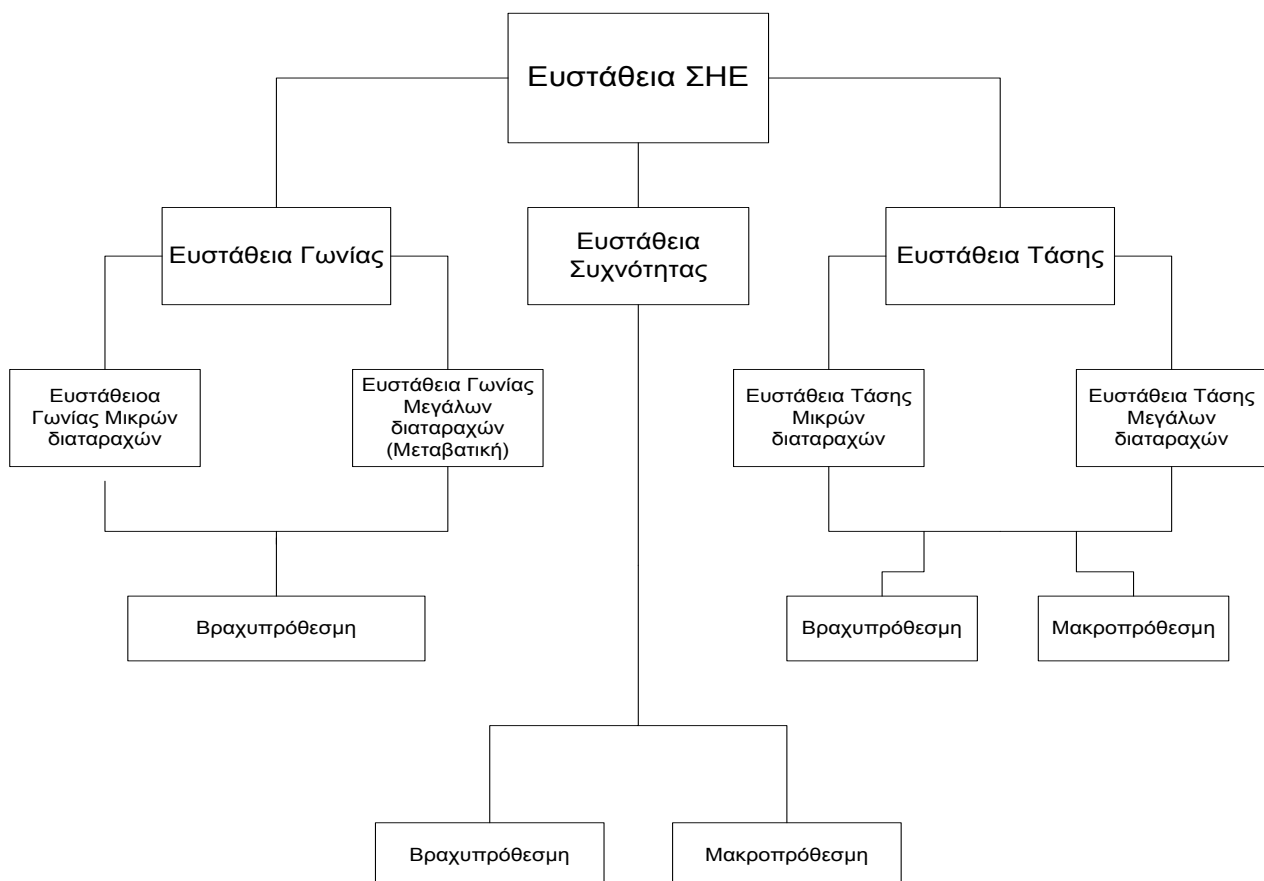 Ευστάθεια ΣΗΕ
Ευστάθεια Γωνίας
Ευστάθεια
Συχνότητας
Ευστάθεια Τάσης
Ευστάθειοα
Γωνίας Μικρών
διαταραχών
Ευστάθεια Γωνίας
Μεγάλων
διαταραχών
(Μεταβατική)
Ευστάθεια Τάσης
Μικρών
διαταραχών
Ευστάθεια Τάσης
Μεγάλων
διαταραχών
Βραχυπρόθεσμη
Βραχυπρόθεσμη
Μακροπρόθεσμη
Βραχυπρόθεσμη
Μακροπρόθεσμη